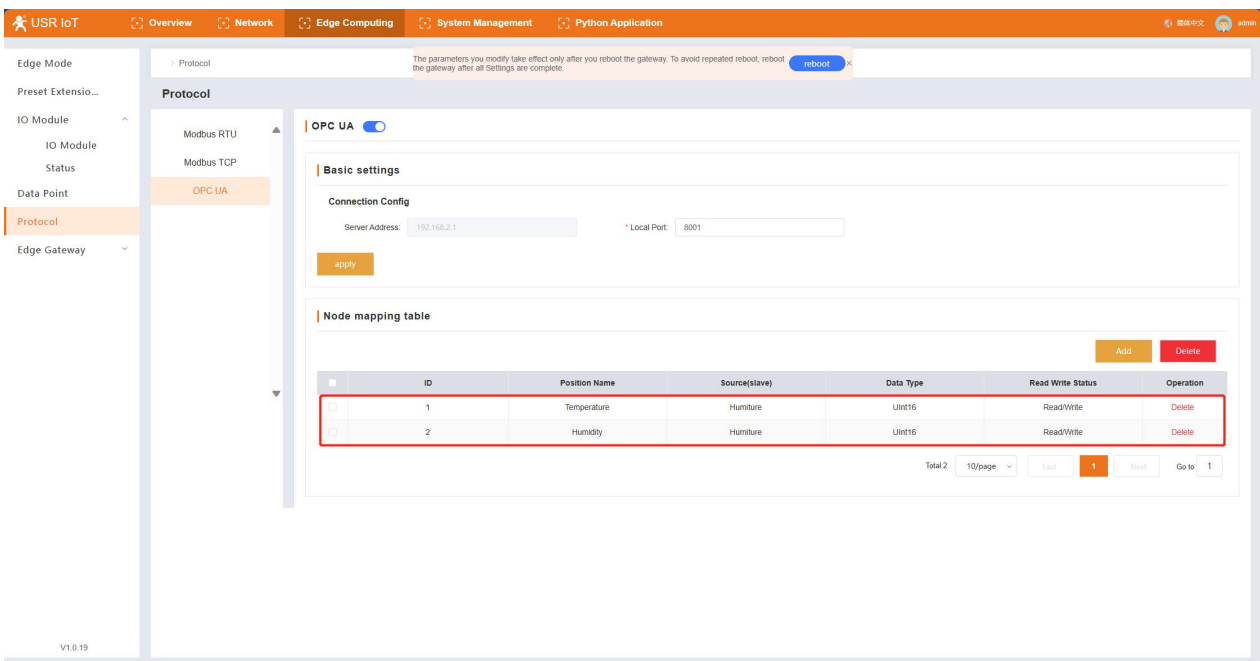 USR IoT
Overview
Network
Edge Computing
System Management
Python Application
简体中文
admin
Edge Mode
Preset Extensio...
IO Module
IO Module
Status
Data Point
Protocol
Edge Gateway
V1.0.19
Protocol
The parameters you modify take effect only after you reboot the gateway. To avoid repeated reboot, reboot
the gateway after all Settings are complete.
reboot
Protocol
Modbus RTU
Modbus TCP
OPC UA
OPC UA
Basic settings
Connection Config
Server Address: 192.168.2.1 * Local Port: 8001
apply
Node mapping table
Add Delete
ID Position Name Source(slave) Data Type Read Write Status Operation
1 Temperature Humiture UInt16 Read/Write Delete
2 Humidity Humiture UInt16 Read/Write Delete
Total 2 10/page Last 1 Next Go to 1